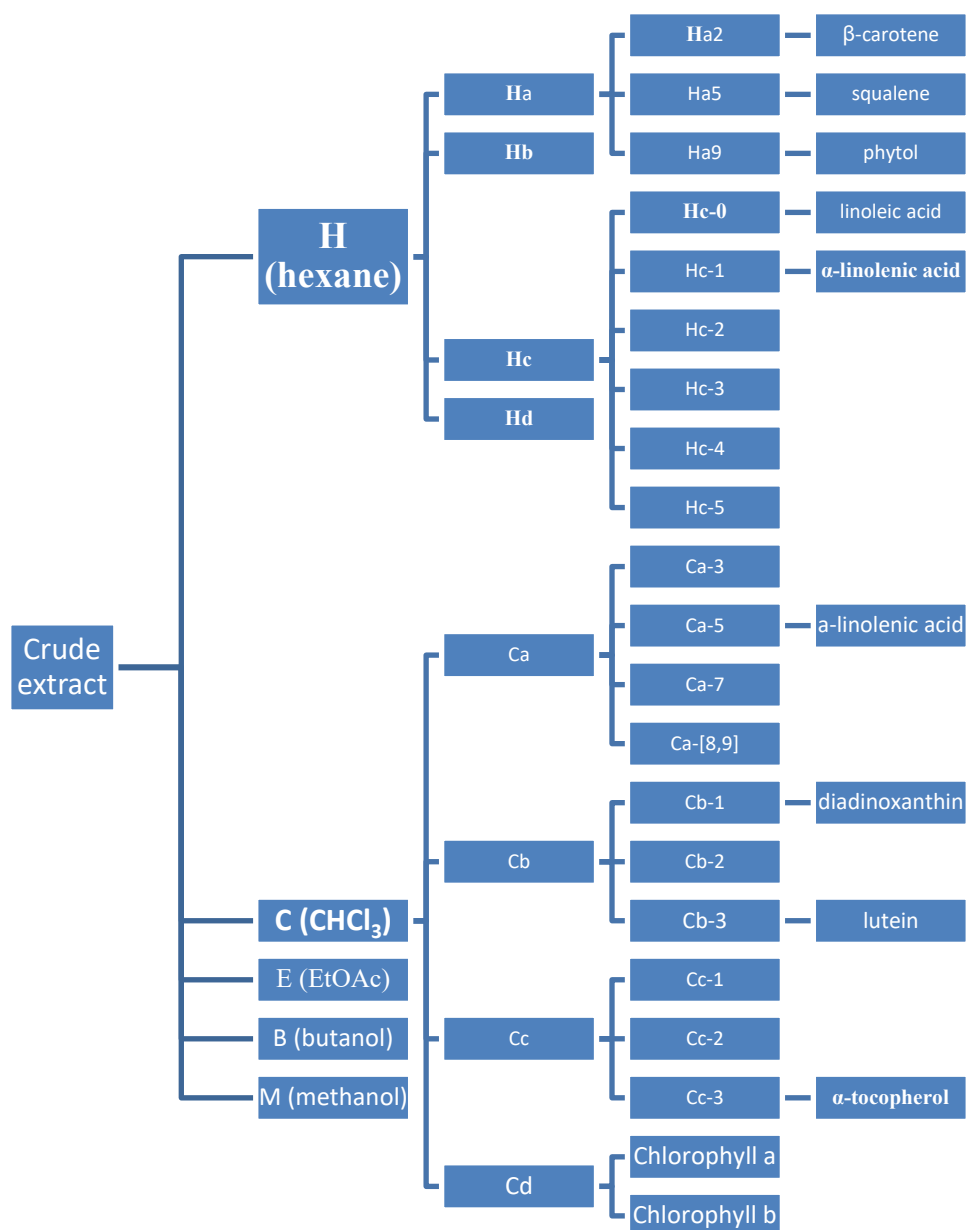 Ha2
β-carotene
Ha
Ha5
squalene
Hb
Ha9
phytol
H
(hexane)
Hc-0
linoleic acid
Hc-1
α-linolenic acid
Hc-2
Hc
Hc-3
Hd
Hc-4
Hc-5
Crude
extract
Ca-3
Ca
Ca-5
a-linolenic acid
Ca-7
Ca-[8,9]
Cb-1
diadinoxanthin
Cb
Cb-2
C (CHCl₃)
Cb-3
lutein
E (EtOAc)
Cc-1
B (butanol)
Cc
Cc-2
M (methanol)
Cc-3
α-tocopherol
Cd
Chlorophyll a
Chlorophyll b